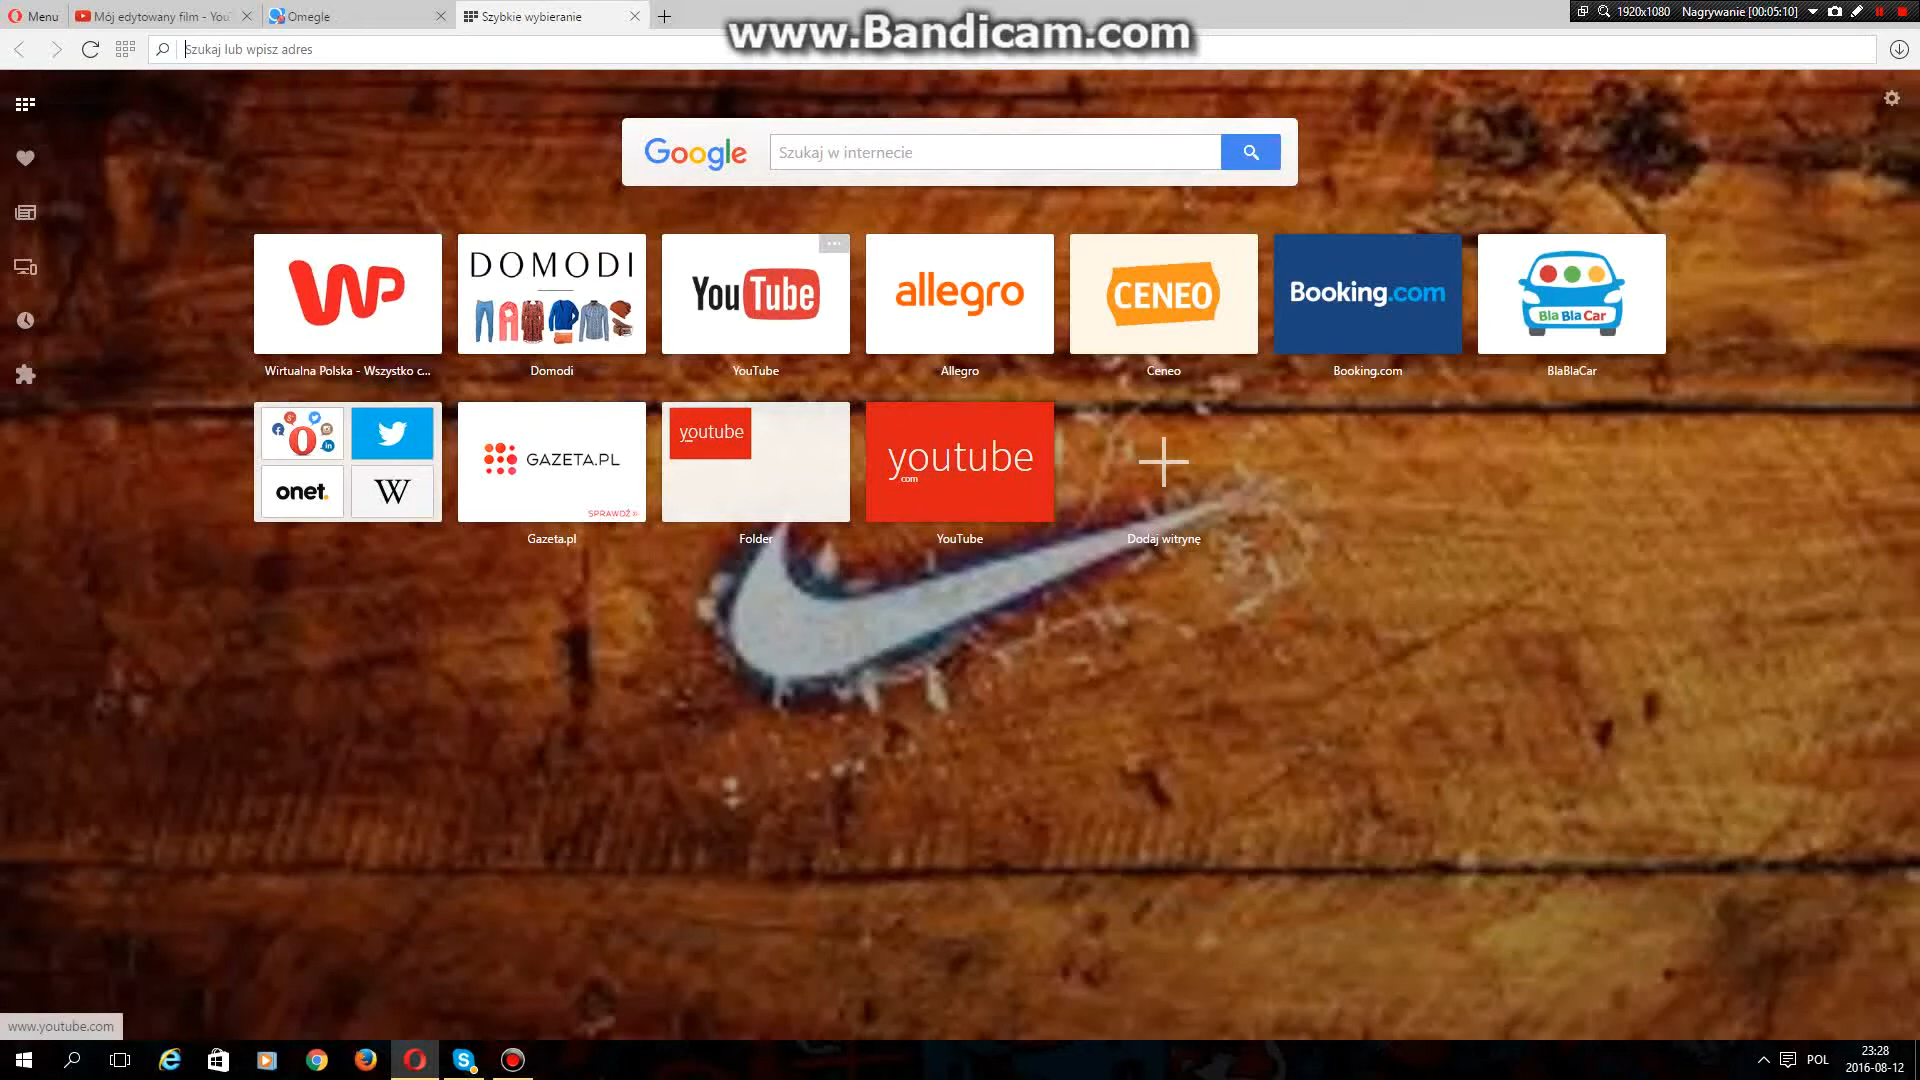 Menu
Mój edytowany film - You
Omegle
Szybkie wybieranie
www.Bandicam.com
1920x1080
Nagrywanie [00:05:10]
Szukaj lub wpisz adres
Google
Szukaj w internecie
WP
DOMODI
YouTube
allegro
CENEO
Booking.com
Bla Bla Car
Wirtualna Polska - Wszystko c...
Domodi
YouTube
Allegro
Ceneo
Booking.com
BlaBlaCar
onet.
W
GAZETA.PL
SPRAWDŹ »
youtube
youtube
com
Gazeta.pl
Folder
YouTube
Dodaj witrynę
www.youtube.com
POL
23:28
2016-08-12